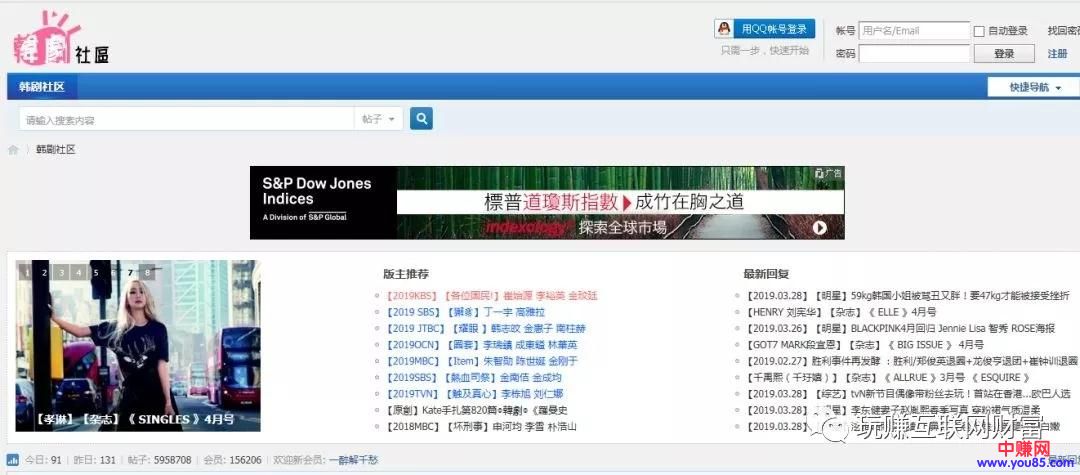 韓劇社區
用QQ帐号登录
只需一步，快速开始
帐号 用户名/Email 自动登录 找回密
密码 登录 注册
韩剧社区
快捷导航
请输入搜索内容 帖子
韩剧社区
S&P Dow Jones
Indices
A Division of S&P Global
標普道瓊斯指數 成竹在胸之道
indexology® 探索全球市場
广告
1 2 3 4 5 6 7 8
【孝琳】【杂志】《 SINGLES 》4月号
版主推荐
【2019KBS】【各位国民!】崔始源 李裕英 金玟廷
【2019 SBS】【獬豸】丁一宇 高雅拉
【2019 JTBC】【耀眼 】韩志旼 金惠子 南柱赫
【2019OCN】【圓套】李瑞鎮 成東鎰 林華英
【2019MBC】【Item】朱智勋 陈世娫 金刚于
【2019SBS】【熱血司祭】金南佶 金成均
【2019TVN】【触及真心】李栋旭 刘仁娜
【原創】Kate手扎第820篇 韓劇 《羅曼史
【2018MBC】【坏刑事】申河均 李雪 朴浩山
最新回复
【2019.03.28】【明星】59kg韩国小姐被骂丑又胖！要47kg才能被接受挫折
【HENRY 刘宪华】【杂志】《 ELLE 》4月号
【2019.03.26】【明星】BLACKPINK4月回归 Jennie Lisa 智秀 ROSE海报
【GOT7 MARK段宜恩】【杂志】《 BIG ISSUE 》 4月号
【2019.02.27】胜利事件再发酵 ：胜利/郑俊英退圈+龙俊亨退团+崔钟训退圈
【千禹熙（千玗嬉）】【杂志】《 ALLRUE 》3月号 《 ESQUIRE 》
【2019.03.28】【综艺】tvN新节目偶像带粉丝去玩！首站在香港...欧巴人选
【2019.03.28】【明星】李东健妻子赵胤熙春季写真 穿粉裙气质温柔
【2019.03.28】
今日: 91 | 昨日: 131 | 帖子: 5958708 | 会员: 156206 | 欢迎新会员: 一醉解千愁
最新回
玩赚互联网财富
中赚网
www.you85.com